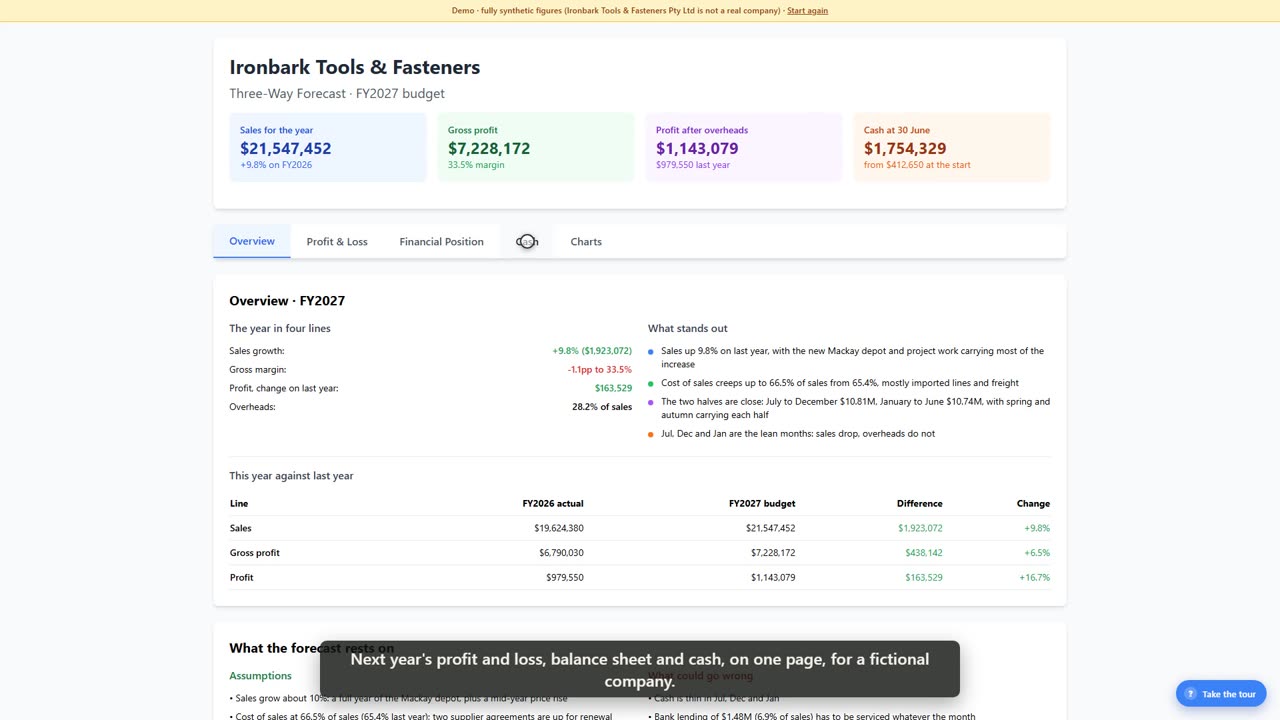 Demo · fully synthetic figures (Ironbark Tools & Fasteners Pty Ltd is not a real company) · Start again
Ironbark Tools & Fasteners
Three-Way Forecast · FY2027 budget
Sales for the year
$21,547,452
+9.8% on FY2026
Gross profit
$7,228,172
33.5% margin
Profit after overheads
$1,143,079
$979,550 last year
Cash at 30 June
$1,754,329
from $412,650 at the start
Overview Profit & Loss Financial Position Cash Charts
Overview · FY2027
The year in four lines
Sales growth: +9.8% ($1,923,072)
Gross margin: -1.1pp to 33.5%
Profit, change on last year: $163,529
Overheads: 28.2% of sales
What stands out
Sales up 9.8% on last year, with the new Mackay depot and project work carrying most of the
increase
Cost of sales creeps up to 66.5% of sales from 65.4%, mostly imported lines and freight
The two halves are close: July to December $10.81M, January to June $10.74M, with spring and
autumn carrying each half
Jul, Dec and Jan are the lean months: sales drop, overheads do not
This year against last year
Line FY2026 actual FY2027 budget Difference Change
Sales $19,624,380 $21,547,452 $1,923,072 +9.8%
Gross profit $6,790,030 $7,228,172 $438,142 +6.5%
Profit $979,550 $1,143,079 $163,529 +16.7%
What the forecast rests on
Assumptions
• Sales grow about 10%: a full year of the Mackay depot, plus a mid-year price rise
• Cost of sales at 66.5% of sales (65.4% last year): two supplier agreements are up for renewal
What could go wrong
• Cash is thin in Jul, Dec and Jan
• Bank lending of $1.48M (6.9% of sales) has to be serviced whatever the month
Next year's profit and loss, balance sheet and cash, on one page, for a fictional
company.
? Take the tour